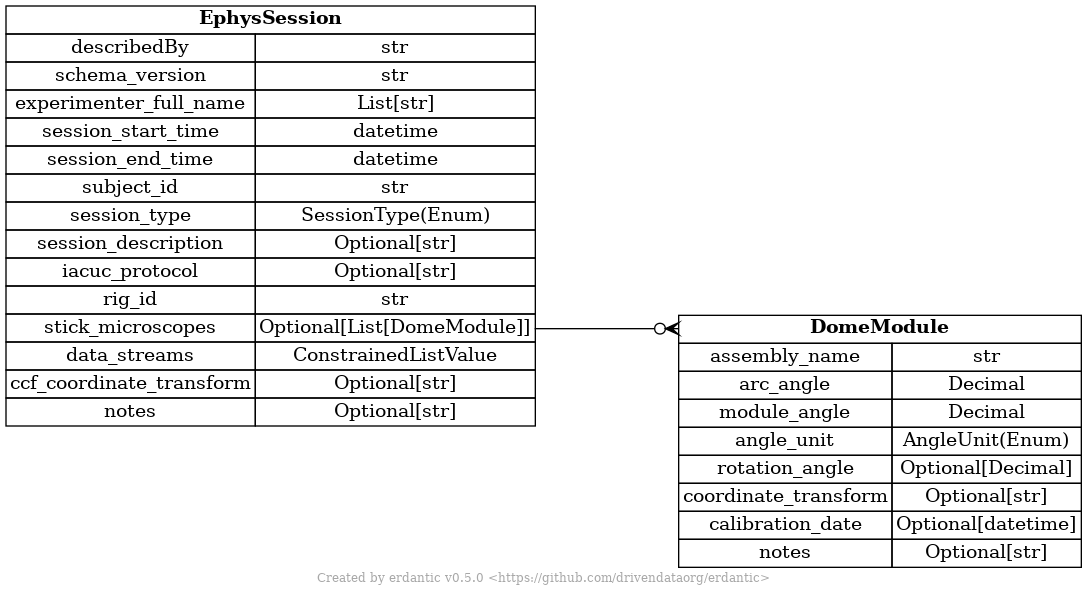 EphysSession
describedBy str
schema_version str
experimenter_full_name List[str]
session_start_time datetime
session_end_time datetime
subject_id str
session_type SessionType(Enum)
session_description Optional[str]
iacuc_protocol Optional[str]
rig_id str
stick_microscopes Optional[List[DomeModule]]
data_streams ConstrainedListValue
ccf_coordinate_transform Optional[str]
notes Optional[str]
DomeModule
assembly_name str
arc_angle Decimal
module_angle Decimal
angle_unit AngleUnit(Enum)
rotation_angle Optional[Decimal]
coordinate_transform Optional[str]
calibration_date Optional[datetime]
notes Optional[str]
Created by erdantic v0.5.0 <https://github.com/drivendataorg/erdantic>